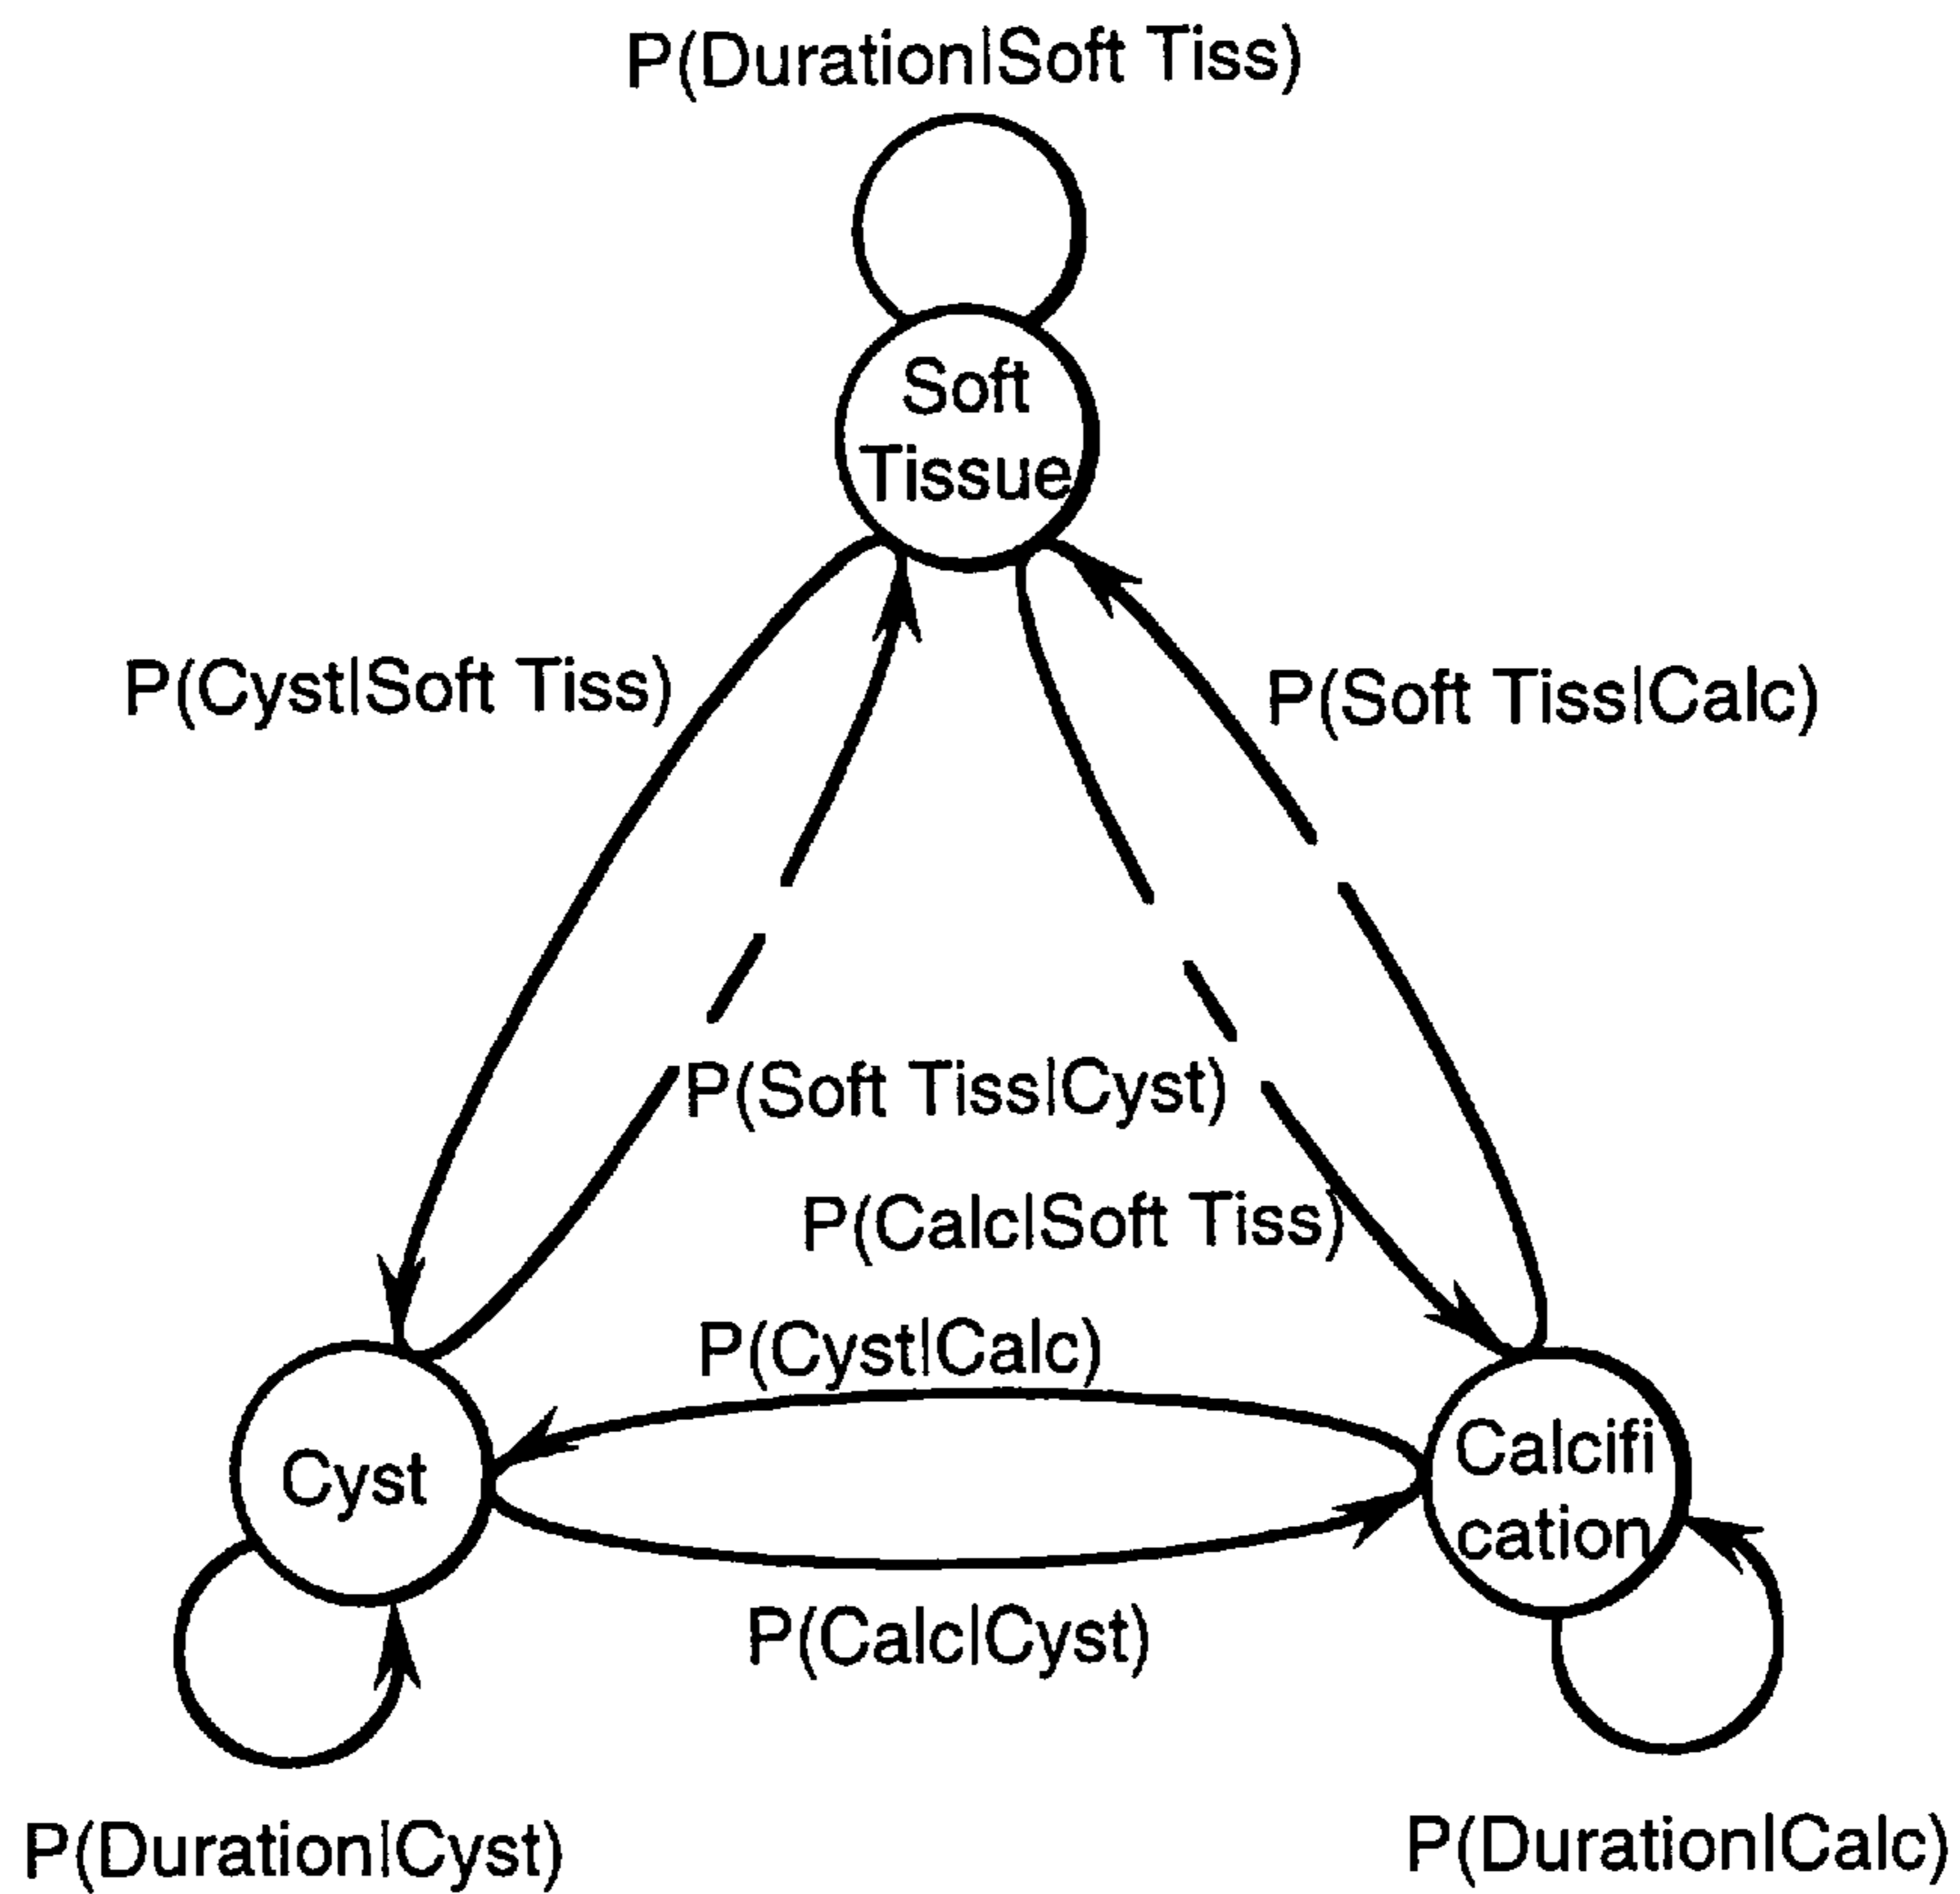 P(Duration|Soft Tiss)
Soft
Tissue
P(Cyst|Soft Tiss)
P(Soft Tiss|Calc)
P(Soft Tiss|Cyst)
P(Calc|Soft Tiss)
P(Cyst|Calc)
Cyst
Calcifi
cation
P(Calc|Cyst)
P(Duration|Cyst)
P(Duration|Calc)